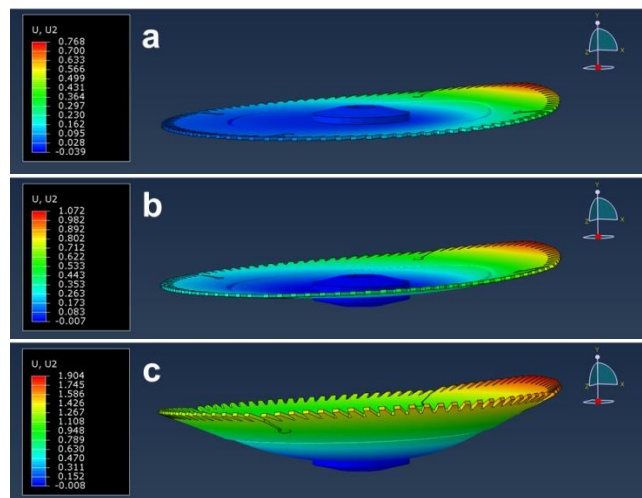 U, U2
0.768
0.700
0.633
0.566
0.499
0.431
0.364
0.297
0.230
0.162
0.095
0.028
-0.039
a
Y
Z
X
U, U2
1.072
0.982
0.892
0.802
0.712
0.622
0.533
0.443
0.353
0.263
0.173
0.083
-0.007
b
Y
Z
X
U, U2
1.904
1.745
1.586
1.426
1.267
1.108
0.948
0.789
0.630
0.470
0.311
0.152
-0.008
c
Y
Z
X